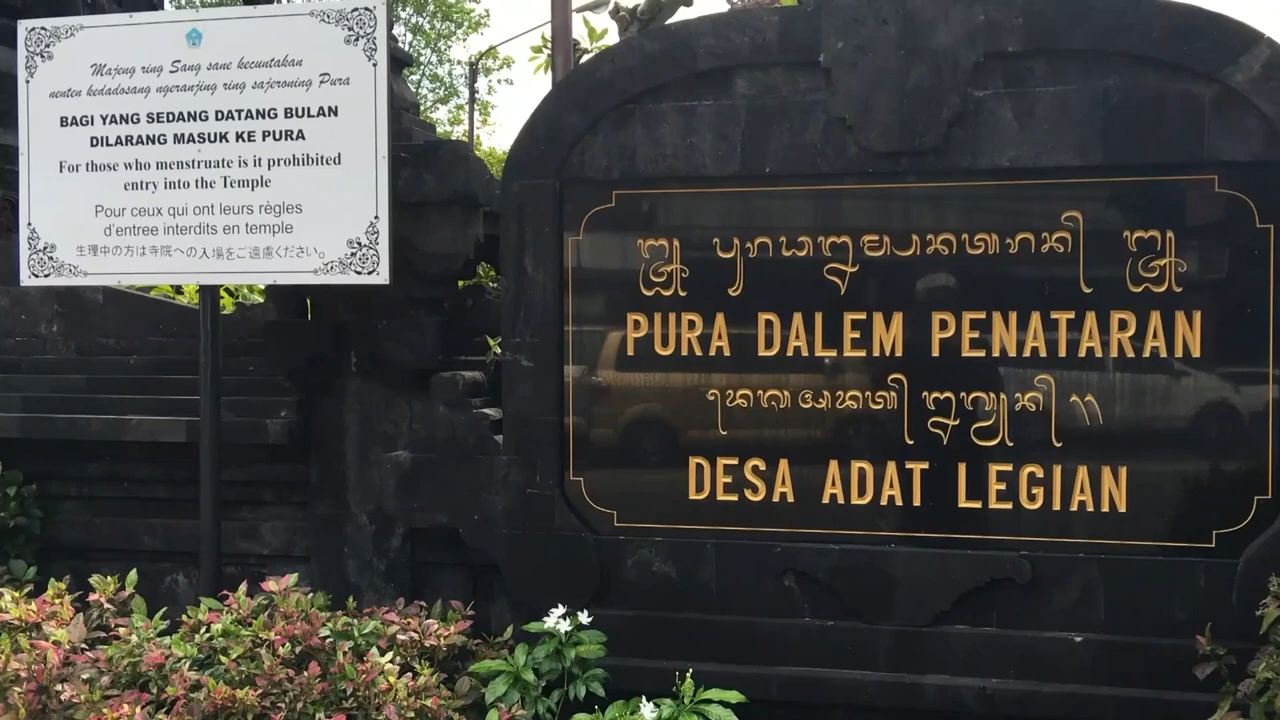 Majeng ring Sang sane kecuntakan
nenten kedadosang ngeranjing ring sajeroning Pura
BAGI YANG SEDANG DATANG BULAN
DILARANG MASUK KE PURA
For those who menstruate is it prohibited
entry into the Temple
Pour ceux qui ont leurs règles
d'entree interdits en temple
生理中の方は寺院への入場をご遠慮ください。
PURA DALEM PENATARAN
DESA ADAT LEGIAN